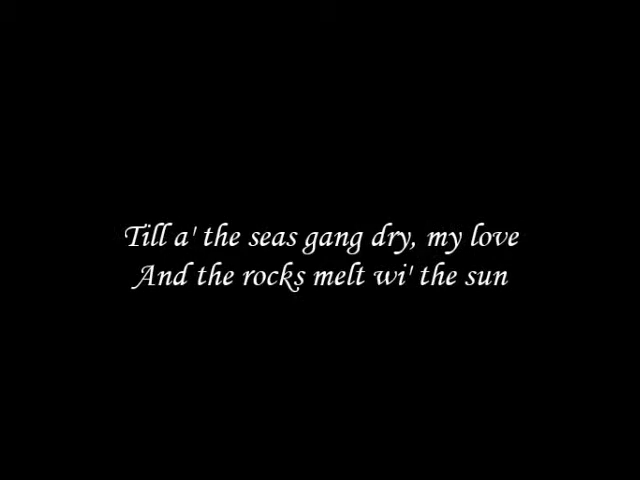 Till a' the seas gang dry, my love
And the rocks melt wi' the sun